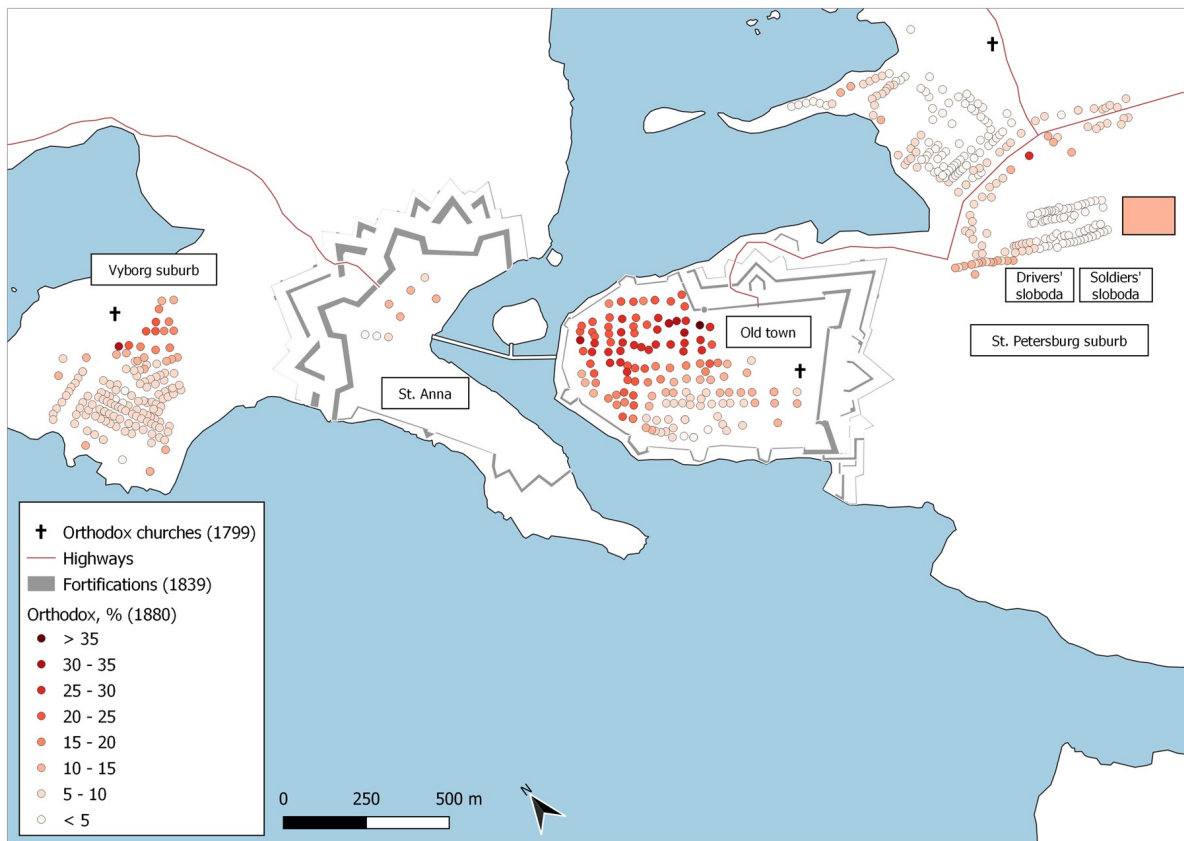 Vyborg suburb
St. Anna
Old town
Drivers'
sloboda
Soldiers'
sloboda
St. Petersburg suburb
Orthodox churches (1799)
Highways
Fortifications (1839)
Orthodox, % (1880)
> 35
30 - 35
25 - 30
20 - 25
15 - 20
10 - 15
5 - 10
< 5
0 250 500 m
N